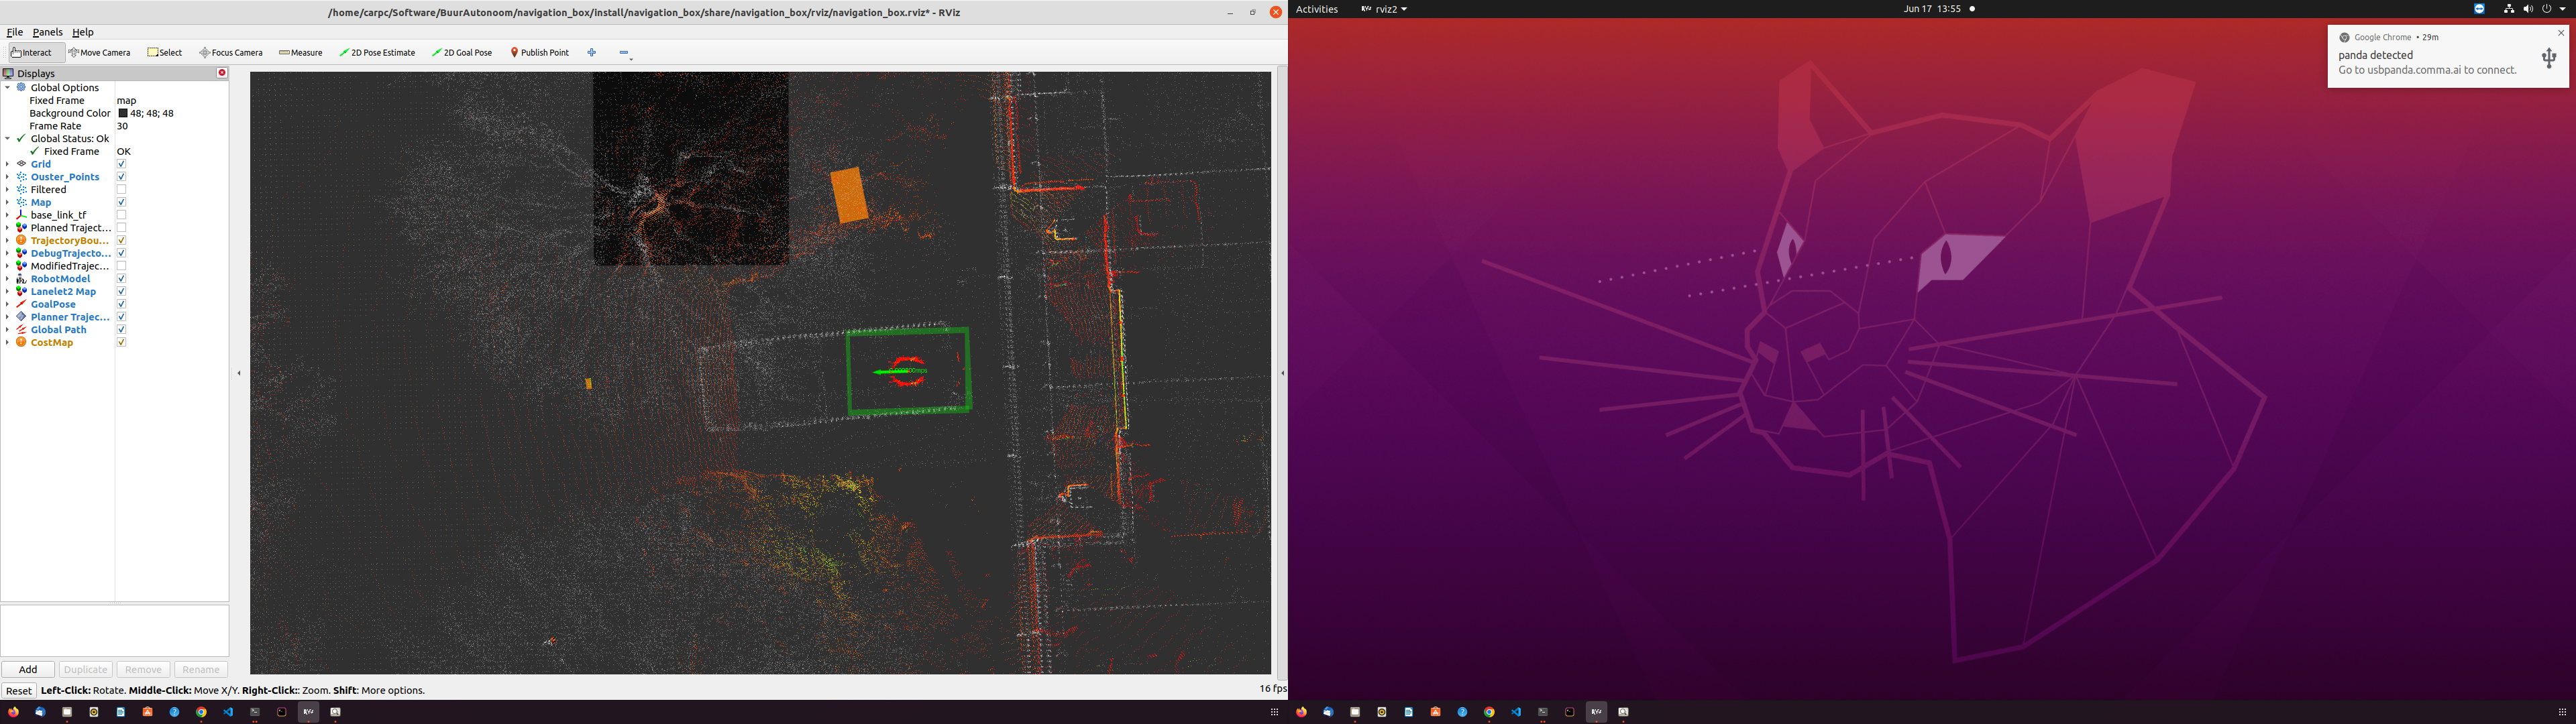 /home/carpc/Software/BuurAutonoom/navigation_box/install/navigation_box/share/navigation_box/rviz/navigation_box.rviz* - RViz
File Panels Help
Interact Move Camera Select Focus Camera Measure 2D Pose Estimate 2D Goal Pose Publish Point
Displays
Global Options
Fixed Frame map
Background Color 48; 48; 48
Frame Rate 30
Global Status: Ok
Fixed Frame OK
Grid
Ouster_Points
Filtered
Map
base_link_tf
Planned Traject...
TrajectoryBou...
DebugTrajecto...
ModifiedTrajec...
RobotModel
Lanelet2 Map
GoalPose
Planner Trajec...
Global Path
CostMap
Add Duplicate Remove Rename
Reset Left-Click: Rotate. Middle-Click: Move X/Y. Right-Click:: Zoom. Shift: More options.
16 fps
Activities rviz2 Jun 17 13:55
Google Chrome • 29m
panda detected
Go to usbpanda.comma.ai to connect.